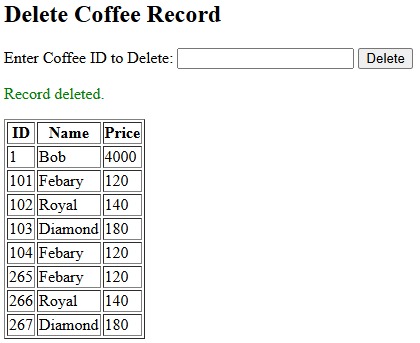 Delete Coffee Record
Enter Coffee ID to Delete: Delete
Record deleted.
ID Name Price
1 Bob 4000
101 Febary 120
102 Royal 140
103 Diamond 180
104 Febary 120
265 Febary 120
266 Royal 140
267 Diamond 180